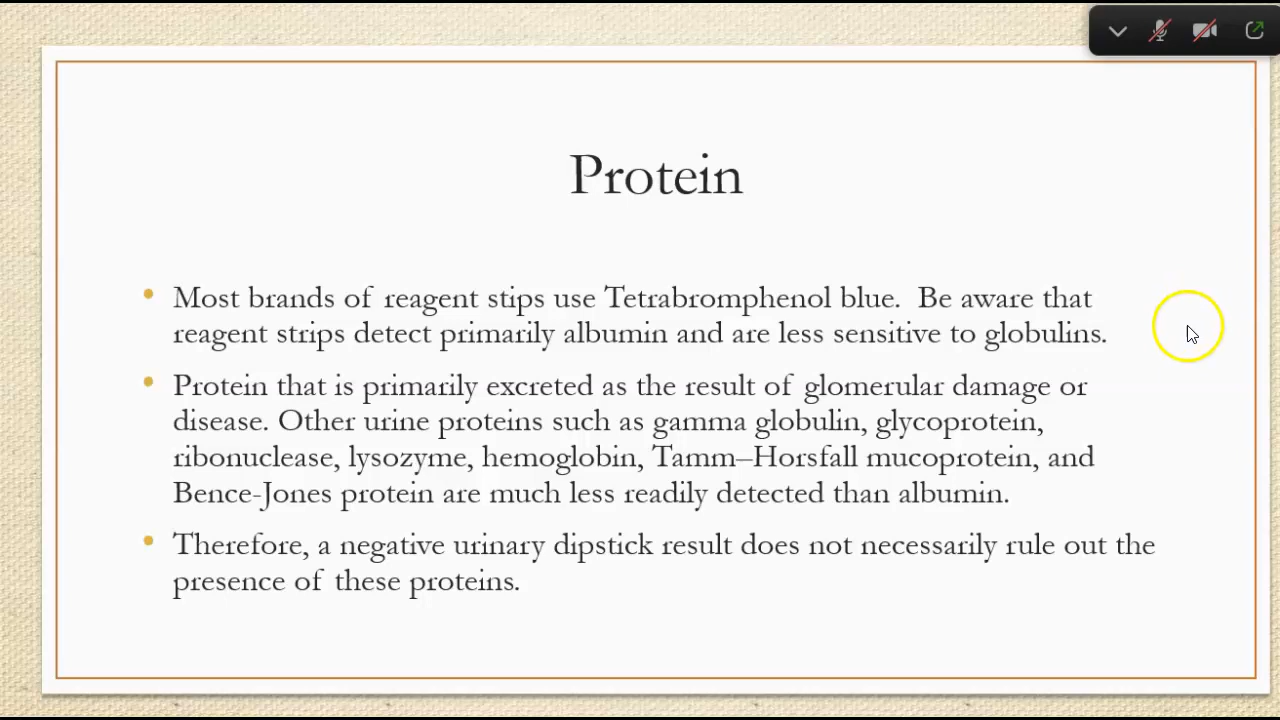 Protein
• Most brands of reagent stips use Tetrabromphenol blue.  Be aware that
reagent strips detect primarily albumin and are less sensitive to globulins.
• Protein that is primarily excreted as the result of glomerular damage or
disease. Other urine proteins such as gamma globulin, glycoprotein,
ribonuclease, lysozyme, hemoglobin, Tamm–Horsfall mucoprotein, and
Bence-Jones protein are much less readily detected than albumin.
• Therefore, a negative urinary dipstick result does not necessarily rule out the
presence of these proteins.